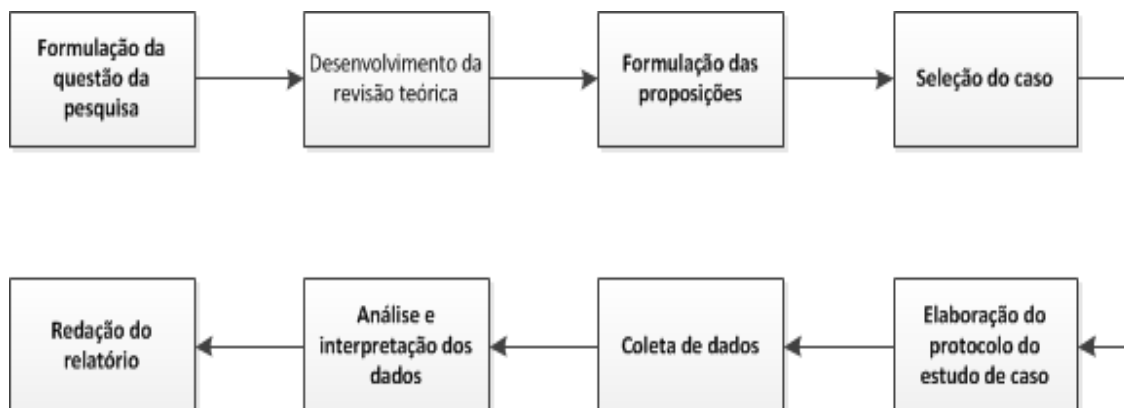 Formulação da
questão da
pesquisa
Desenvolvimento da
revisão teórica
Formulação das
proposições
Seleção do caso
Elaboração do
protocolo do
estudo de caso
Coleta de dados
Análise e
interpretação dos
dados
Redação do
relatório